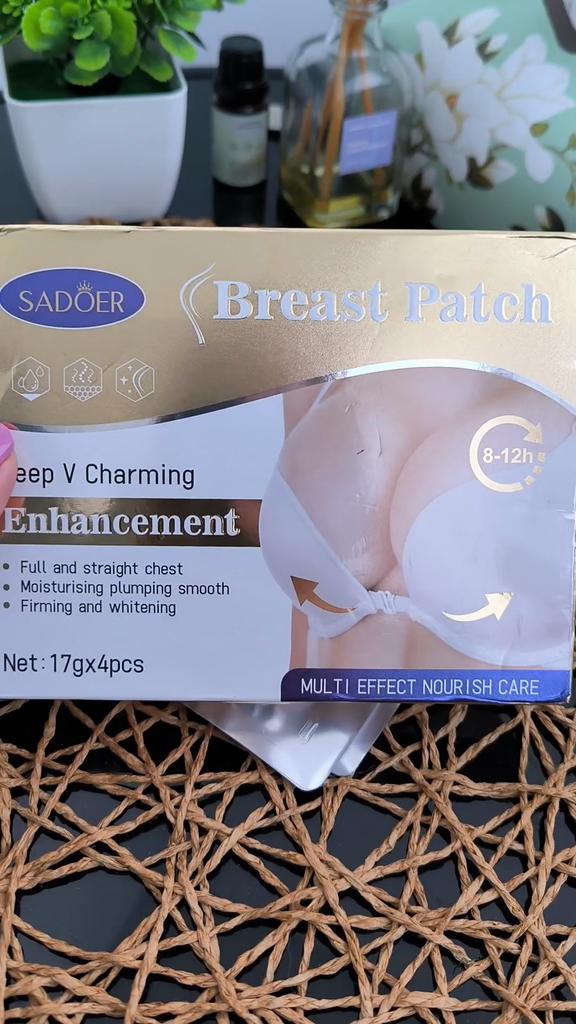 SADOER
Breast Patch
8-12h
eep V Charming
Enhancement
• Full and straight chest
• Moisturising plumping smooth
• Firming and whitening
Net: 17gx4pcs
MULTI EFFECT NOURISH CARE